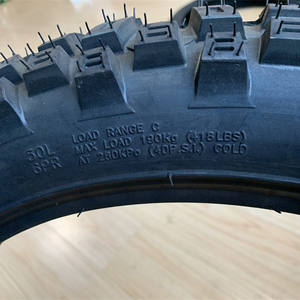 50L
6PR
LOAD RANGE C
MAX LOAD 190KG (418LBS)
AT 280KPa (40P.S.I.) COLD